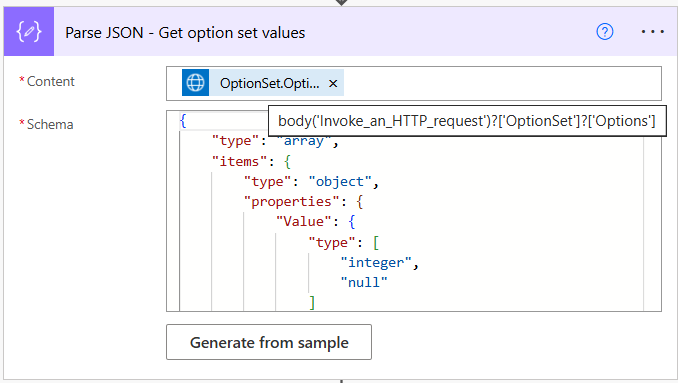 Parse JSON - Get option set values
* Content
OptionSet.Opti... ×
body('Invoke_an_HTTP_request')?['OptionSet']?['Options']
* Schema
{
"type": "array",
"items": {
"type": "object",
"properties": {
"Value": {
"type": [
"integer",
"null"
]
Generate from sample